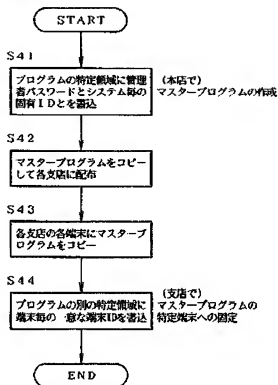 START
S41
プログラムの特定領域に管理
者パスワードとシステム毎の
固有IDとを書込
(本店で)
マスタープログラムの作成
S42
マスタープログラムをコピー
して各支店に配布
S43
各支店の各端末にマスタープ
ログラムをコピー
S44
プログラムの別の特定領域に
端末毎の一意な端末IDを書込
(支店で)
マスタープログラムの
特定端末への固定
END